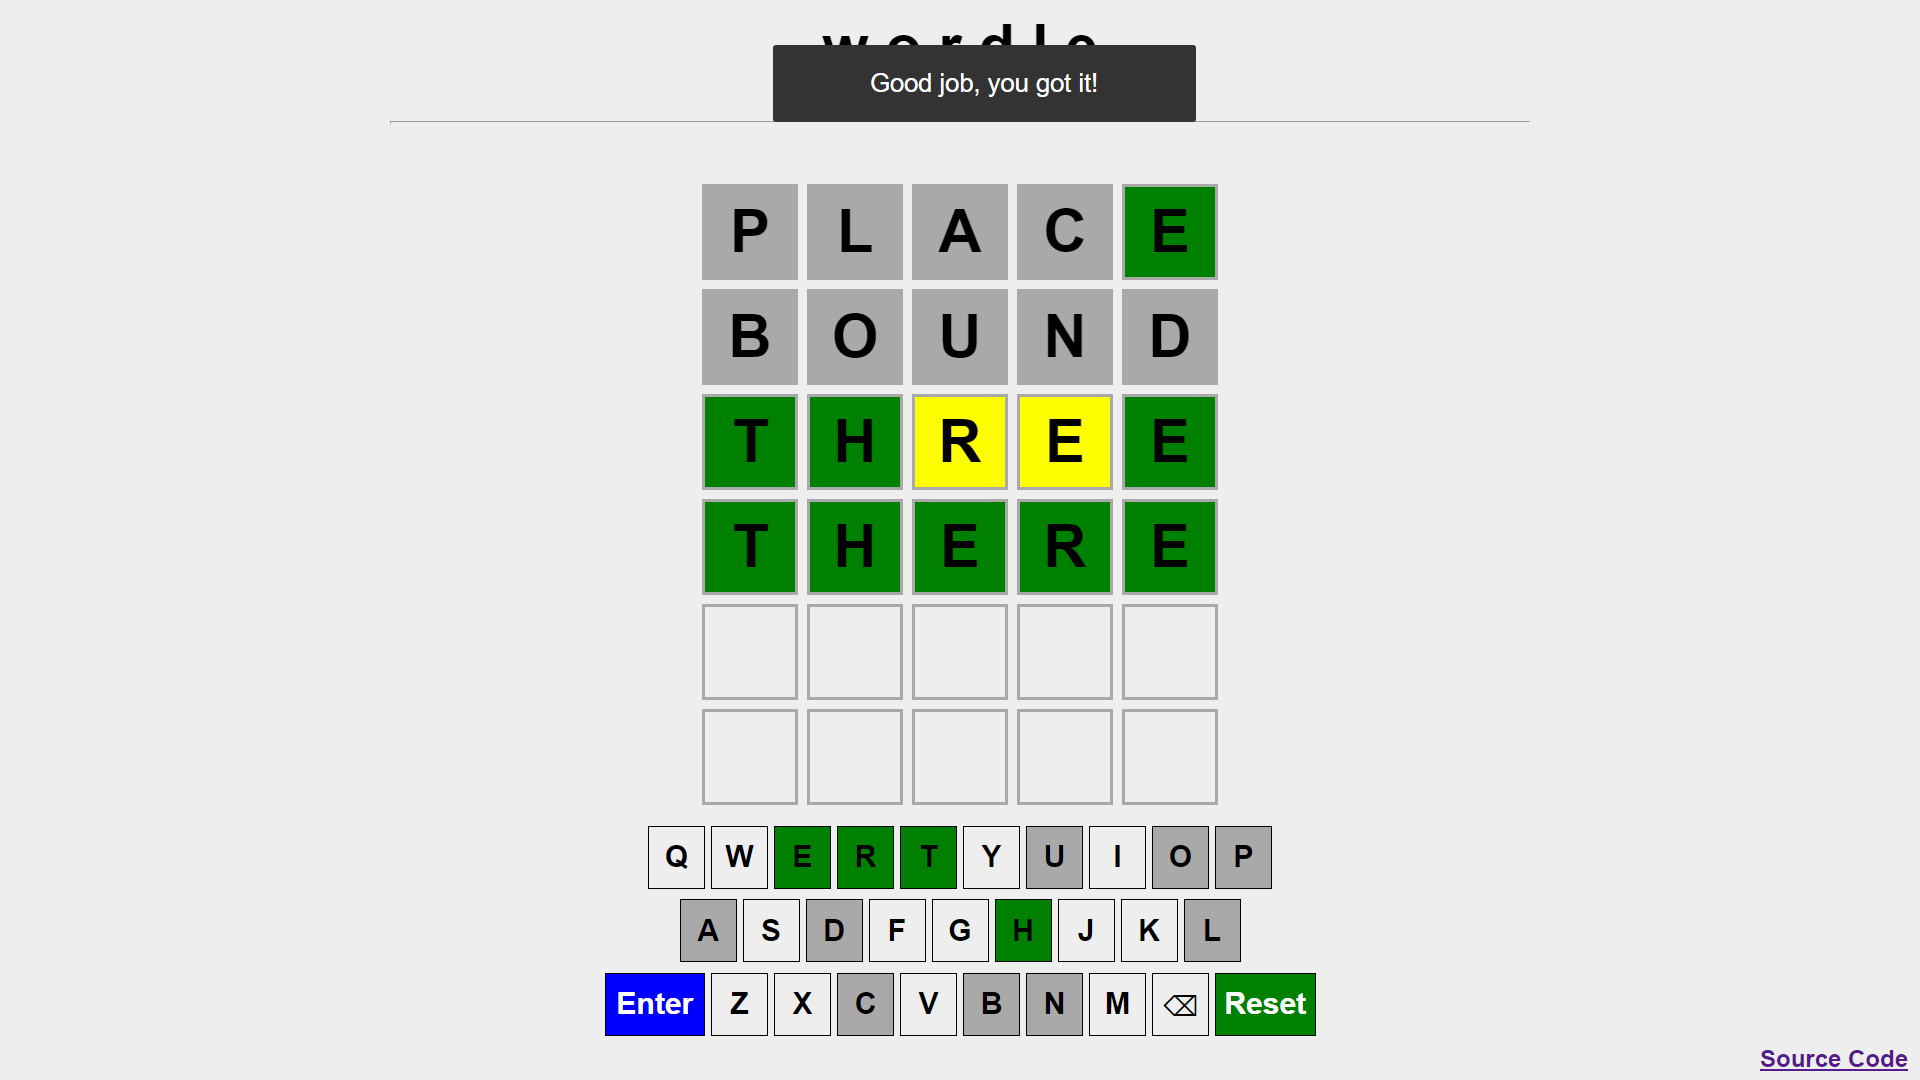 wordle
Good job, you got it!
P L A C E
B O U N D
T H R E E
T H E R E
Q W E R T Y U I O P
A S D F G H J K L
Enter Z X C V B N M ⌫ Reset
Source Code